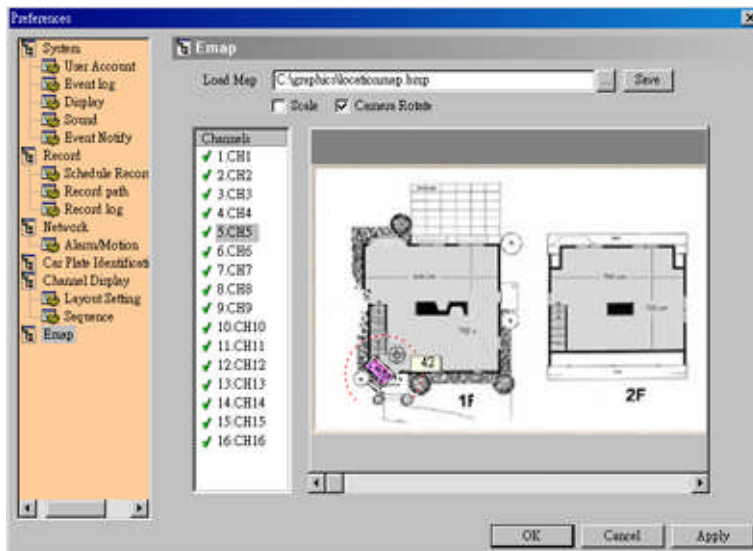 Preferences
System
User Account
Event log
Display
Sound
Event Notify
Record
Schedule Recor
Record path
Record log
Network
Alarm/Motion
Car Plate Identificati
Channel Display
Layout Setting
Sequence
Emap
Emap
Load Map C:\graphics\locationmap.bmp ... Save
Scale Camera Rotate
Channels
1.CH1
2.CH2
3.CH3
4.CH4
5.CH5
6.CH6
7.CH7
8.CH8
9.CH9
10.CH10
11.CH11
12.CH12
13.CH13
14.CH14
15.CH15
16.CH16
42
1F
2F
OK Cancel Apply